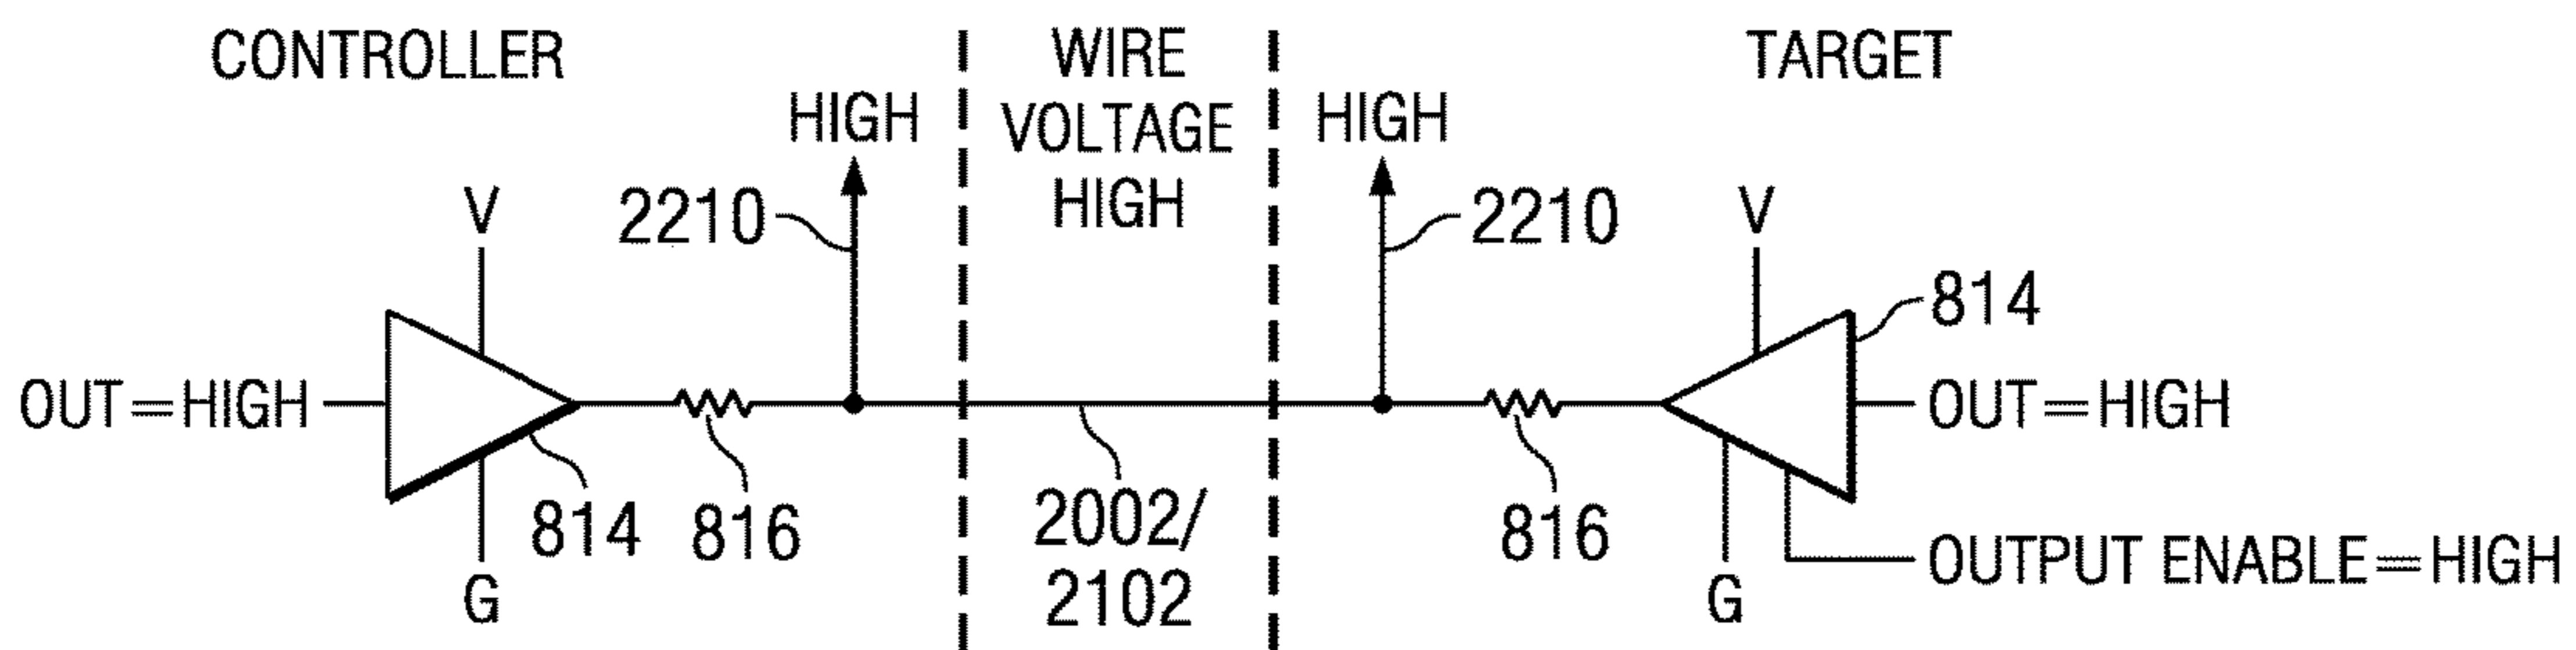 CONTROLLER
WIRE
VOLTAGE
HIGH
TARGET
HIGH
HIGH
V
2210
2210
V
814
OUT=HIGH
OUT=HIGH
814
816
2002/
2102
816
OUTPUT ENABLE=HIGH
G
G